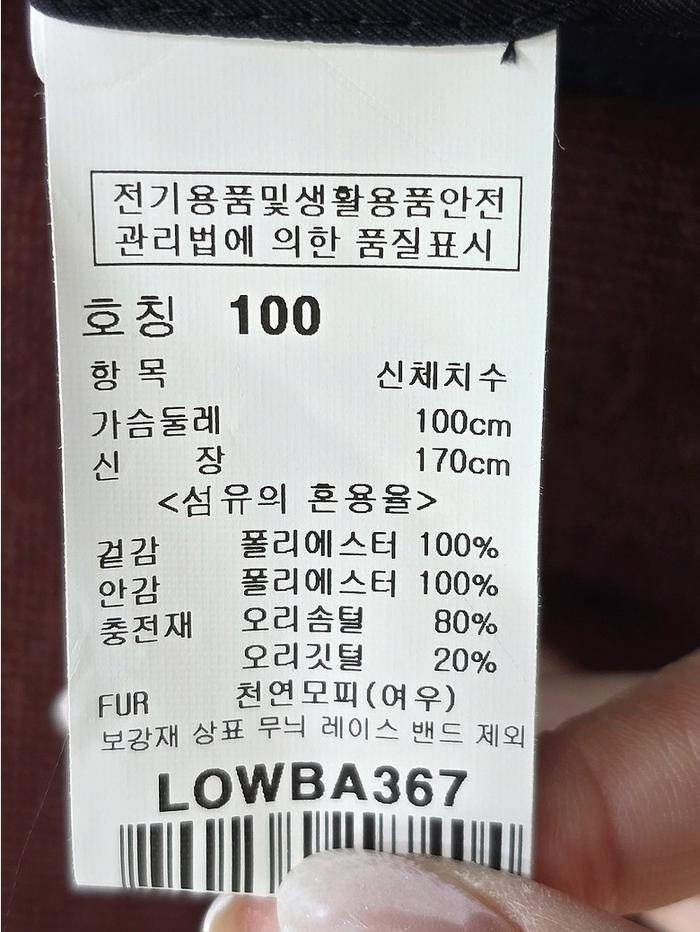 전기용품및생활용품안전
관리법에 의한 품질표시
호칭 100
항 목 신체치수
가슴둘레 100cm
신 장 170cm
<섬유의 혼용율>
겉감 폴리에스터 100%
안감 폴리에스터 100%
충전재 오리솜털 80%
오리깃털 20%
FUR 천연모피(여우)
보강재 상표 무늬 레이스 밴드 제외
LOWBA367